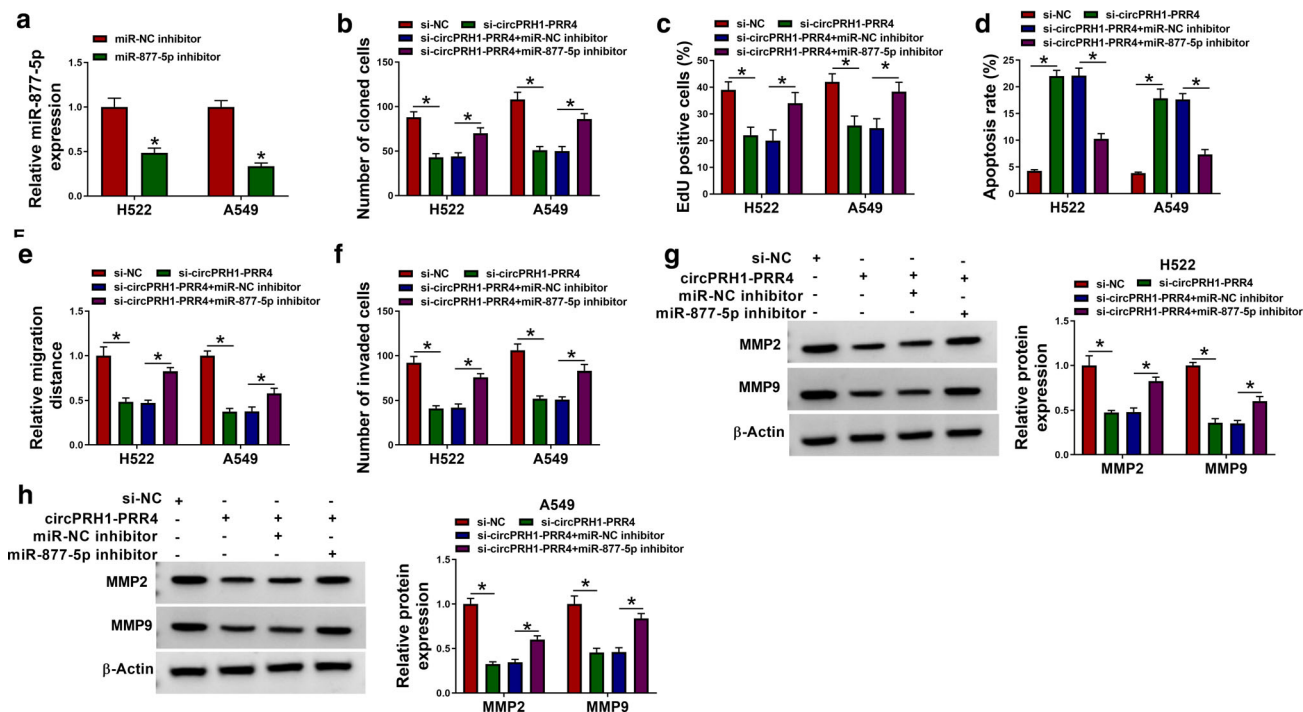 a
miR-NC inhibitor
miR-877-5p inhibitor
Relative miR-877-5p
expression
1.5
1.0
0.5
0.0
*
*
H522
A549
b
si-NC
si-circPRH1-PRR4
si-circPRH1-PRR4+miR-NC inhibitor
si-circPRH1-PRR4+miR-877-5p inhibitor
Number of cloned cells
150
100
50
0
*
*
*
*
H522
A549
c
si-NC
si-circPRH1-PRR4
si-circPRH1-PRR4+miR-NC inhibitor
si-circPRH1-PRR4+miR-877-5p inhibitor
EdU positive cells (%)
60
40
20
0
*
*
*
*
H522
A549
d
si-NC
si-circPRH1-PRR4
si-circPRH1-PRR4+miR-NC inhibitor
si-circPRH1-PRR4+miR-877-5p inhibitor
Apoptosis rate (%)
25
20
15
10
5
0
*
*
*
*
H522
A549
e
si-NC
si-circPRH1-PRR4
si-circPRH1-PRR4+miR-NC inhibitor
si-circPRH1-PRR4+miR-877-5p inhibitor
Relative migration
distance
1.5
1.0
0.5
0.0
*
*
*
*
H522
A549
f
si-NC
si-circPRH1-PRR4
si-circPRH1-PRR4+miR-NC inhibitor
si-circPRH1-PRR4+miR-877-5p inhibitor
Number of invaded cells
150
100
50
0
*
*
*
*
H522
A549
g
si-NC + - - -
circPRH1-PRR4 - + + +
miR-NC inhibitor - - + -
miR-877-5p inhibitor - - - +
MMP2
MMP9
β-Actin
H522
si-NC
si-circPRH1-PRR4
si-circPRH1-PRR4+miR-NC inhibitor
si-circPRH1-PRR4+miR-877-5p inhibitor
Relative protein
expression
1.5
1.0
0.5
0.0
*
*
*
*
MMP2
MMP9
h
si-NC + - - -
circPRH1-PRR4 - + + +
miR-NC inhibitor - - + -
miR-877-5p inhibitor - - - +
MMP2
MMP9
β-Actin
A549
si-NC
si-circPRH1-PRR4
si-circPRH1-PRR4+miR-NC inhibitor
si-circPRH1-PRR4+miR-877-5p inhibitor
Relative protein
expression
1.5
1.0
0.5
0.0
*
*
*
*
MMP2
MMP9